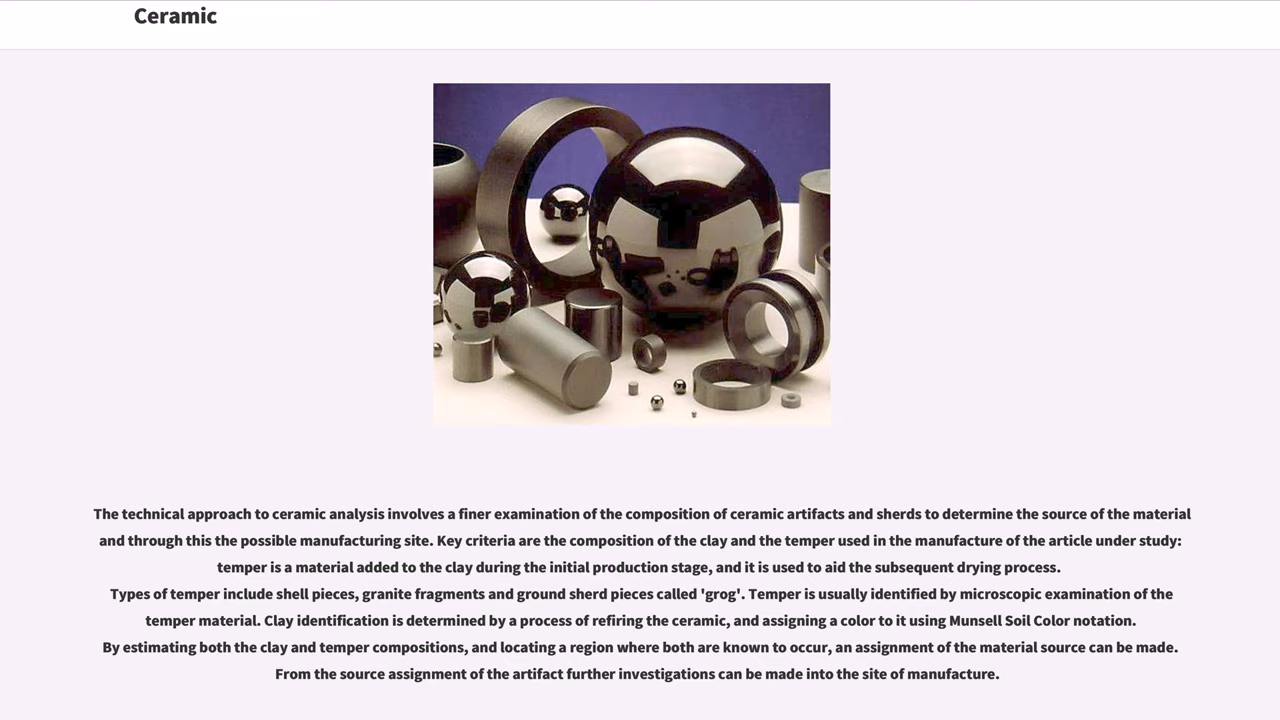 Ceramic
The technical approach to ceramic analysis involves a finer examination of the composition of ceramic artifacts and sherds to determine the source of the material
and through this the possible manufacturing site. Key criteria are the composition of the clay and the temper used in the manufacture of the article under study:
temper is a material added to the clay during the initial production stage, and it is used to aid the subsequent drying process.
Types of temper include shell pieces, granite fragments and ground sherd pieces called 'grog'. Temper is usually identified by microscopic examination of the
temper material. Clay identification is determined by a process of refiring the ceramic, and assigning a color to it using Munsell Soil Color notation.
By estimating both the clay and temper compositions, and locating a region where both are known to occur, an assignment of the material source can be made.
From the source assignment of the artifact further investigations can be made into the site of manufacture.